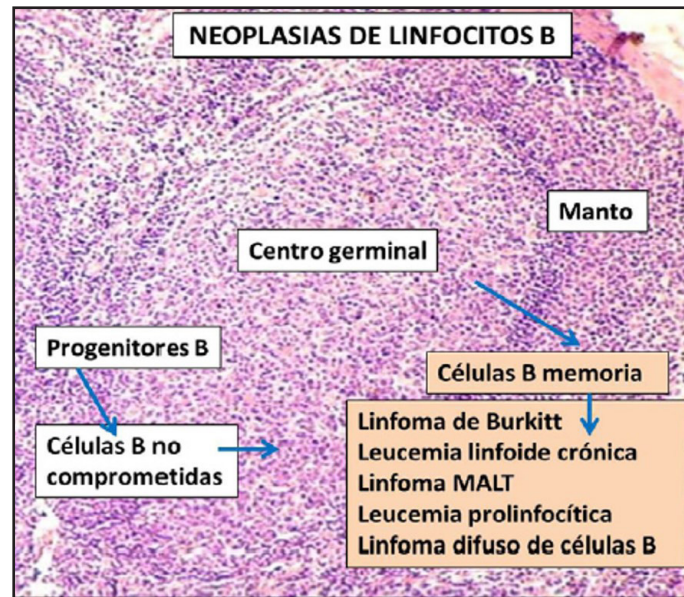 NEOPLASIAS DE LINFOCITOS B
Manto
Centro germinal
Progenitores B
Células B no
comprometidas
Células B memoria
Linfoma de Burkitt
Leucemia linfoide crónica
Linfoma MALT
Leucemia prolinfocítica
Linfoma difuso de células B